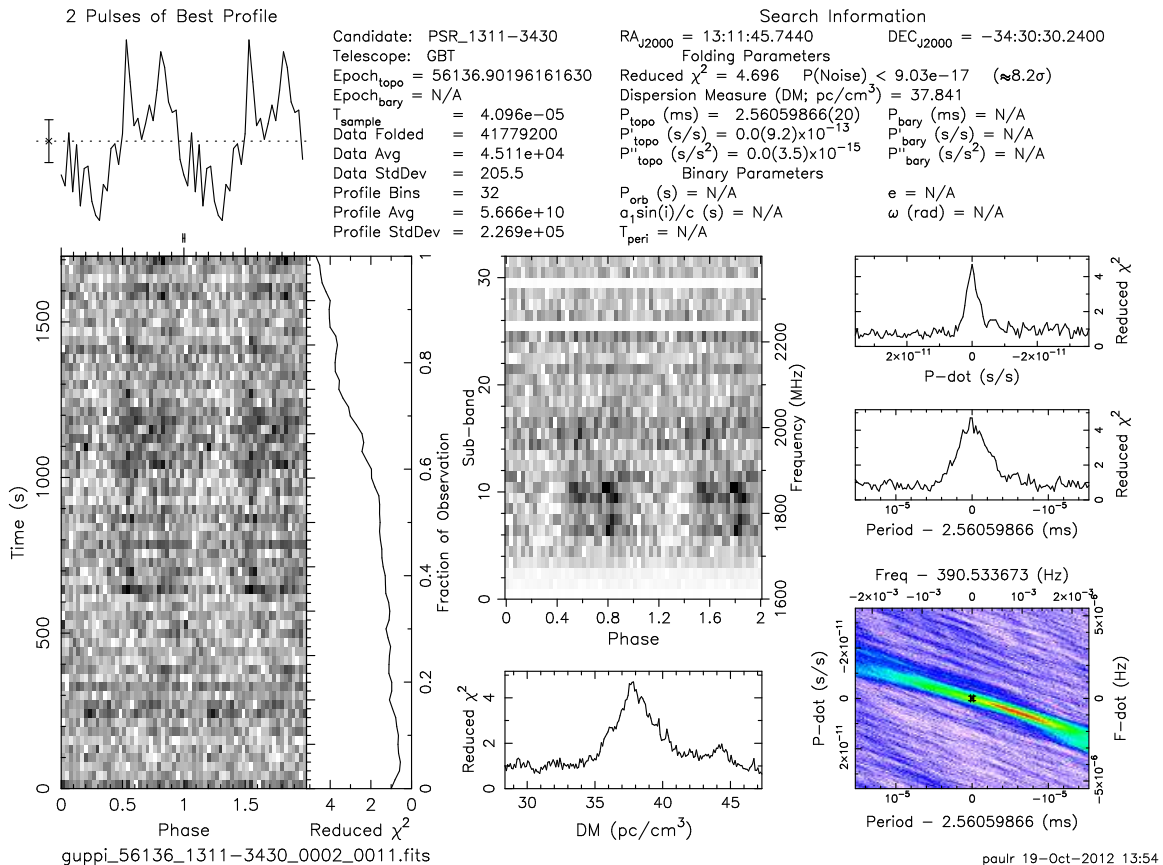 2 Pulses of Best Profile
Search Information
Candidate: PSR_1311−3430
Telescope: GBT
Epoch_topo = 56136.90196161630
Epoch_bary = N/A
T_sample = 4.096e−05
Data Folded = 41779200
Data Avg = 4.511e+04
Data StdDev = 205.5
Profile Bins = 32
Profile Avg = 5.666e+10
Profile StdDev = 2.269e+05
RA_J2000 = 13:11:45.7440 DEC_J2000 = −34:30:30.2400
Folding Parameters
Reduced χ² = 4.696 P(Noise) < 9.03e−17 (≈8.2σ)
Dispersion Measure (DM; pc/cm³) = 37.841
P_topo (ms) = 2.56059866(20) P_bary (ms) = N/A
P'_topo (s/s) = 0.0(9.2)x10⁻¹³ P'_bary (s/s) = N/A
P''_topo (s/s²) = 0.0(3.5)x10⁻¹⁵ P''_bary (s/s²) = N/A
Binary Parameters
P_orb (s) = N/A e = N/A
a₁sin(i)/c (s) = N/A ω (rad) = N/A
T_peri = N/A
Time (s)
0 500 1000 1500
0 0.5 1 1.5
Phase
4 2 0
Reduced χ²
Fraction of Observation
0 0.2 0.4 0.6 0.8 1
guppi_56136_1311−3430_0002_0011.fits
Sub−band
0 10 20 30
Frequency (MHz)
1600 1800 2000 2200
0 0.4 0.8 1.2 1.6 2
Phase
Reduced χ²
2 4
30 35 40 45
DM (pc/cm³)
0 2 4
Reduced χ²
2×10⁻¹¹ 0 −2×10⁻¹¹
P−dot (s/s)
0 2 4
Reduced χ²
10⁻⁵ 0 −10⁻⁵
Period − 2.56059866 (ms)
Freq − 390.533673 (Hz)
−2×10⁻³ −10⁻³ 0 10⁻³ 2×10⁻³
P−dot (s/s)
2×10⁻¹¹ 0 −2×10⁻¹¹
F−dot (Hz)
−5×10⁻⁶ 0 5×10⁻⁶
10⁻⁵ 0 −10⁻⁵
Period − 2.56059866 (ms)
paulr 19−Oct−2012 13:54